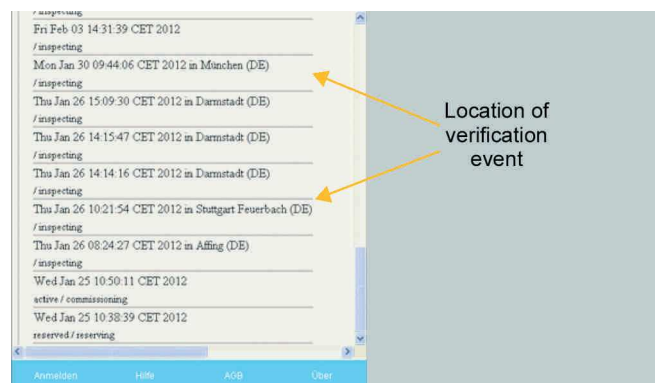 / inspecting
Fri Feb 03 14:31:39 CET 2012
/ inspecting
Mon Jan 30 09:44:06 CET 2012 in München (DE)
/ inspecting
Thu Jan 26 15:09:30 CET 2012 in Darmstadt (DE)
/ inspecting
Thu Jan 26 14:15:47 CET 2012 in Darmstadt (DE)
/ inspecting
Thu Jan 26 14:14:16 CET 2012 in Darmstadt (DE)
/ inspecting
Thu Jan 26 10:21:54 CET 2012 in Stuttgart Feuerbach (DE)
/ inspecting
Thu Jan 26 08:24:27 CET 2012 in Affing (DE)
/ inspecting
Wed Jan 25 10:50:11 CET 2012
active / commissioning
Wed Jan 25 10:38:39 CET 2012
reserved / reserving
Anmelden Hilfe AGB Über
Location of
verification
event